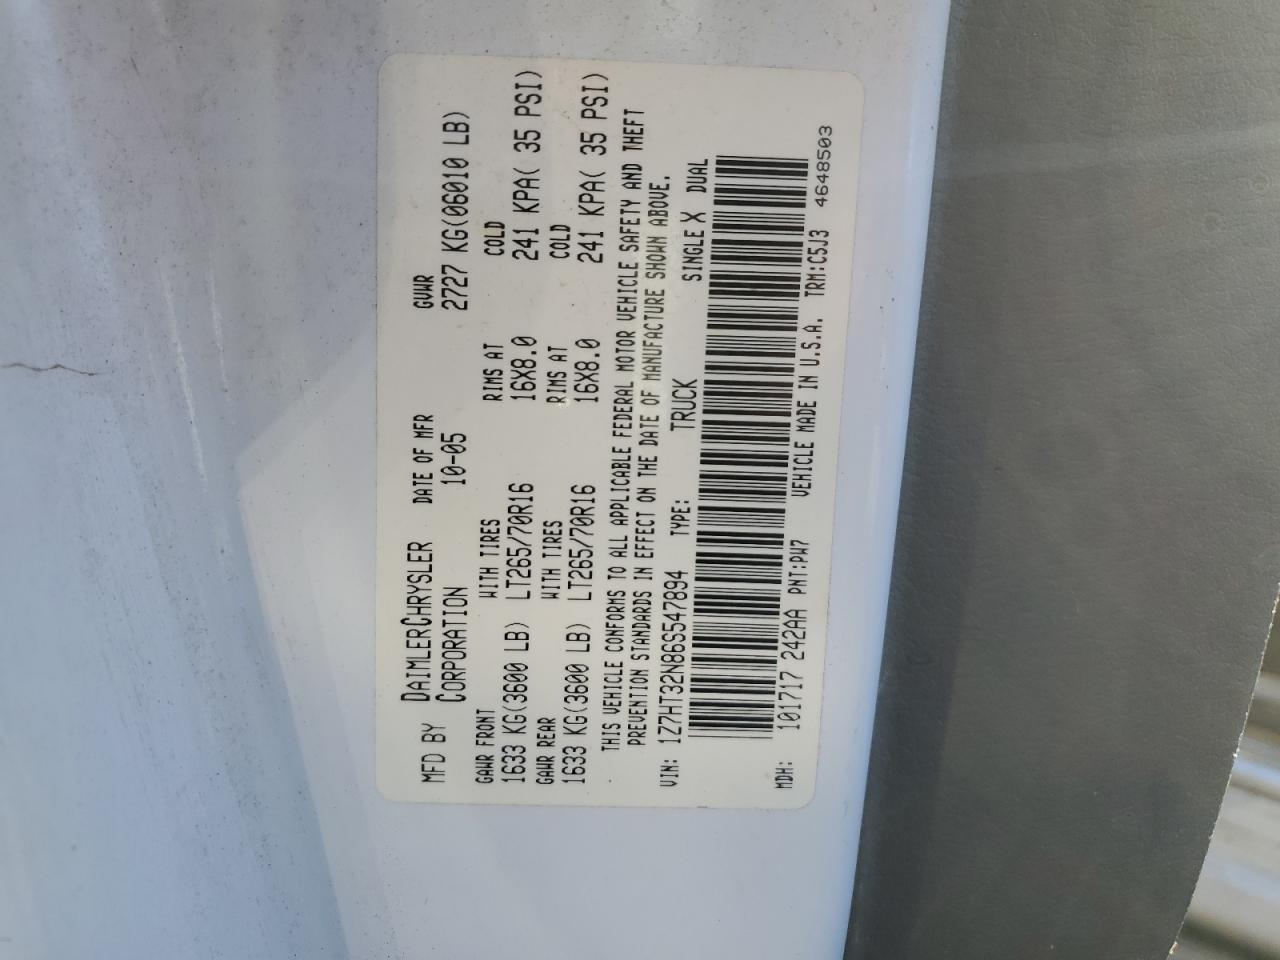 MFD BY DAIMLERCHRYSLER DATE OF MFR GVWR
CORPORATION 10-05 2727 KG(06010 LB)
GAWR FRONT WITH TIRES RIMS AT COLD
1633 KG(3600 LB) LT265/70R16 16X8.0 241 KPA( 35 PSI)
GAWR REAR WITH TIRES RIMS AT COLD
1633 KG(3600 LB) LT265/70R16 16X8.0 241 KPA( 35 PSI)
THIS VEHICLE CONFORMS TO ALL APPLICABLE FEDERAL MOTOR VEHICLE SAFETY AND THEFT
PREVENTION STANDARDS IN EFFECT ON THE DATE OF MANUFACTURE SHOWN ABOVE.
VIN: 1Z7HT32N86S547894 TYPE: TRUCK SINGLE X DUAL
MDH: 101717 242AA PNT:PW7 VEHICLE MADE IN U.S.A. TRM:C5J3 4648503